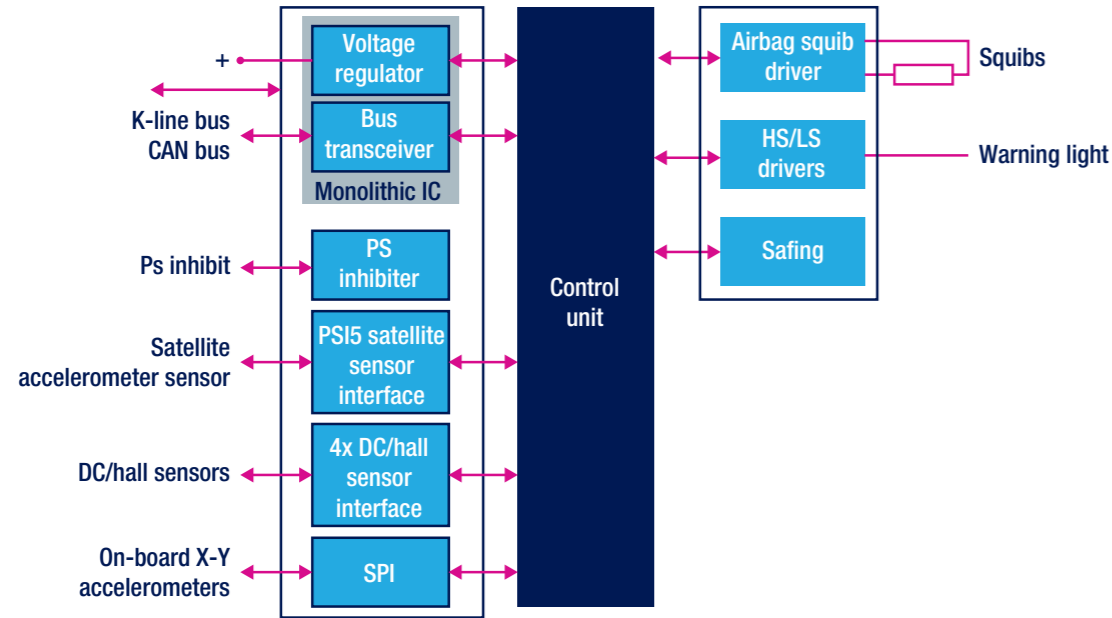 +
K-line bus
CAN bus
Voltage
regulator
Bus
transceiver
Monolithic IC
Ps inhibit
PS
inhibiter
Satellite
accelerometer sensor
PSI5 satellite
sensor
interface
DC/hall sensors
4x DC/hall
sensor
interface
On-board X-Y
accelerometers
SPI
Control
unit
Airbag squib
driver
Squibs
HS/LS
drivers
Warning light
Safing